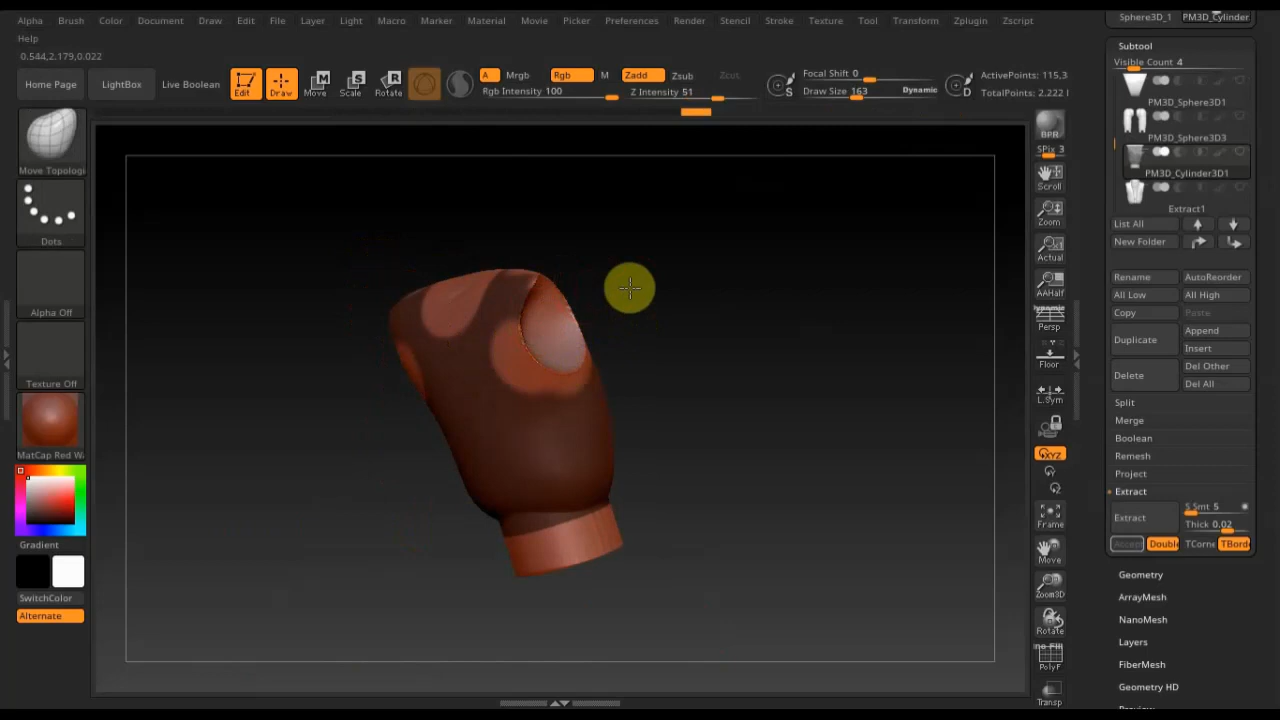 Alpha Brush Color Document Draw Edit File Layer Light Macro Marker Material Movie Picker Preferences Render Stencil Stroke Texture Tool Transform Zplugin Zscript
Help
0.544,2.179,0.022
Home Page
LightBox
Live Boolean
Edit
Draw
Move
Scale
Rotate
A Mrgb Rgb M Zadd Zsub Zcut
Rgb Intensity 100
Z Intensity 51
Focal Shift 0
Draw Size 163 Dynamic
ActivePoints: 115,3
TotalPoints: 2.222
Move Topologi
Dots
Alpha Off
Texture Off
MatCap Red Wa
Gradient
SwitchColor
Alternate
BPR
SPix 3
Scroll
Zoom
Actual
AAHalf
Persp
Floor
L.Sym
XYZ
Frame
Move
Zoom3D
Rotate
PolyF
Transp
Sphere3D_1
PM3D_Cylinder
Subtool
Visible Count 4
PM3D_Sphere3D1
PM3D_Sphere3D3
PM3D_Cylinder3D1
Extract1
List All
New Folder
Rename AutoReorder
All Low All High
Copy Paste
Duplicate Append
Insert
Delete Del Other
Del All
Split
Merge
Boolean
Remesh
Project
Extract
Extract S Smt 5
Thick 0.02
Accept Double TCorne TBorde
Geometry
ArrayMesh
NanoMesh
Layers
FiberMesh
Geometry HD